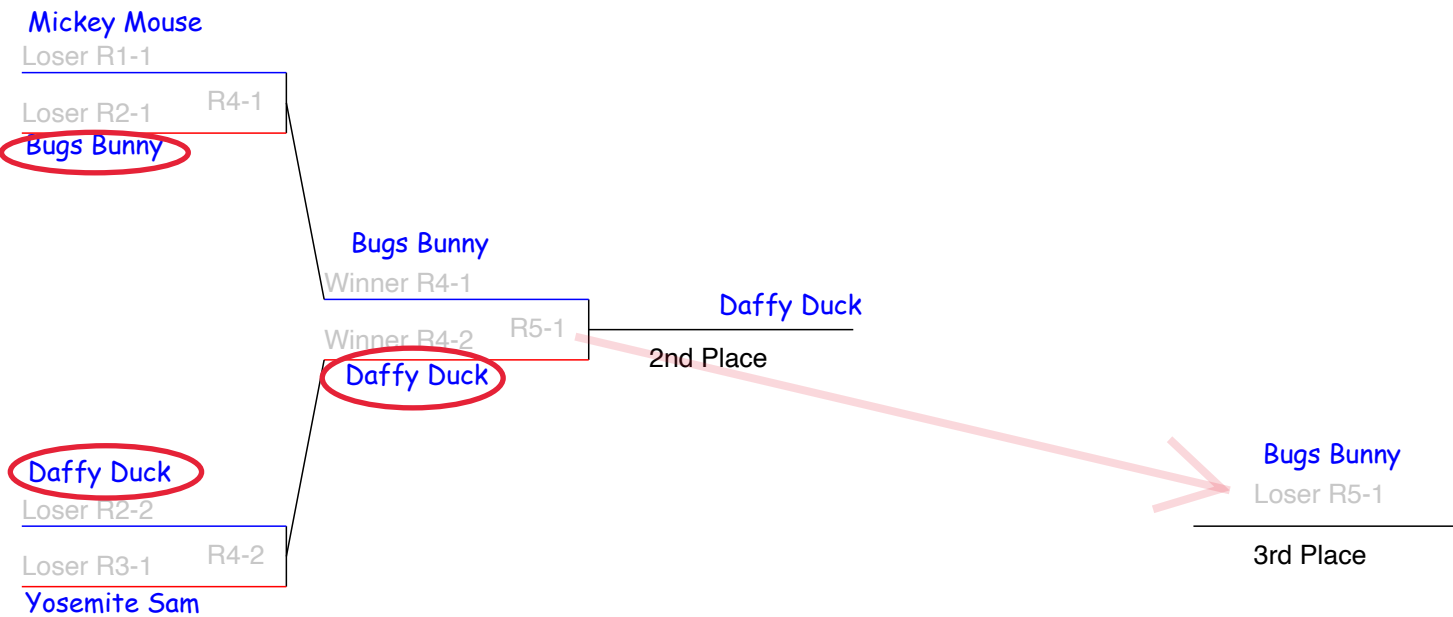 Mickey Mouse
Loser R1-1
R4-1
Loser R2-1
Bugs Bunny
Bugs Bunny
Winner R4-1
Daffy Duck
R5-1
Winner R4-2
2nd Place
Daffy Duck
Bugs Bunny
Daffy Duck
Loser R5-1
Loser R2-2
R4-2
3rd Place
Loser R3-1
Yosemite Sam